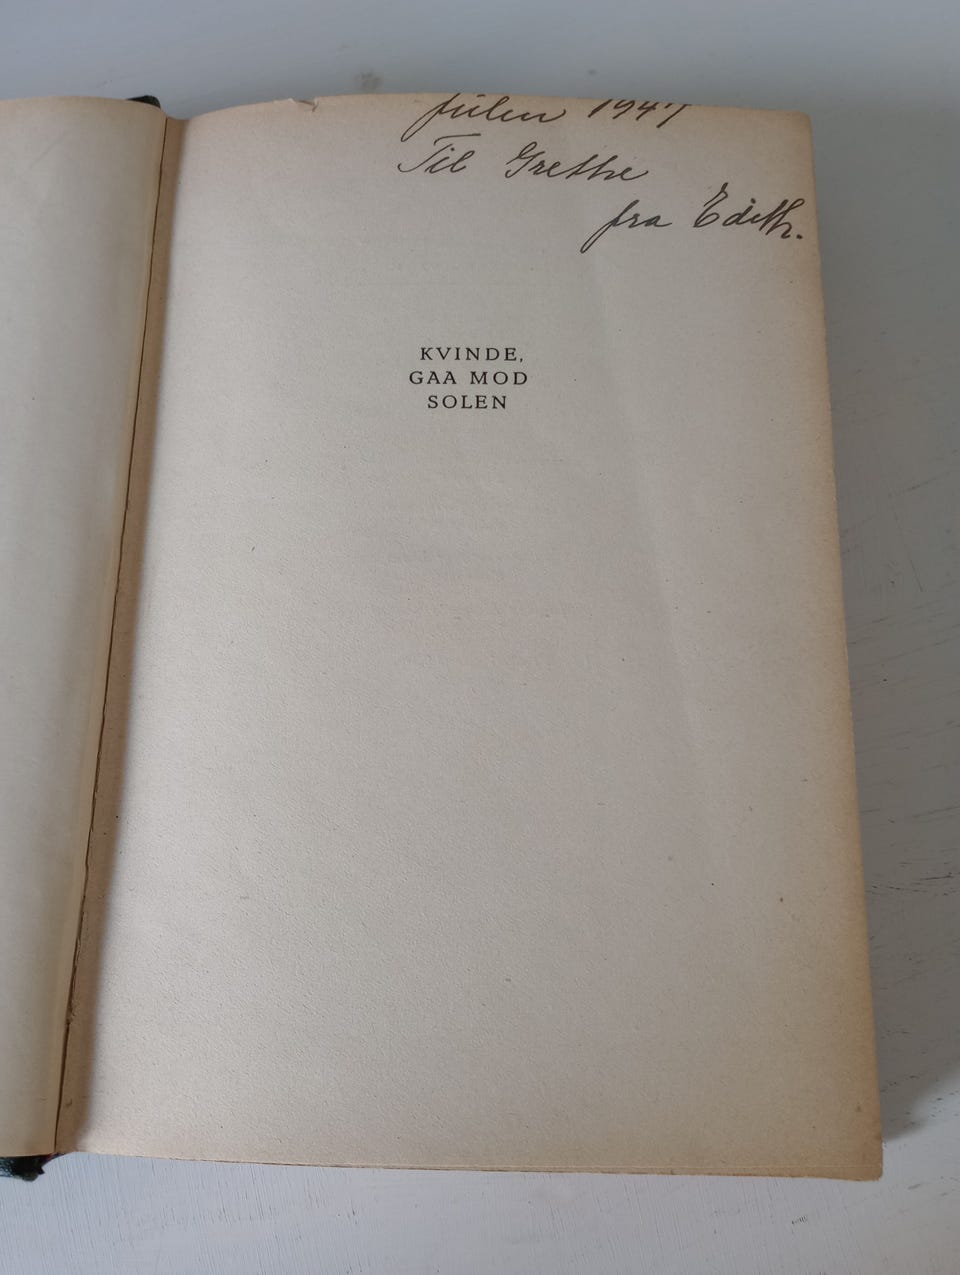 Julen 1947
Til Grethe
fra Edith.
KVINDE,
GAA MOD
SOLEN